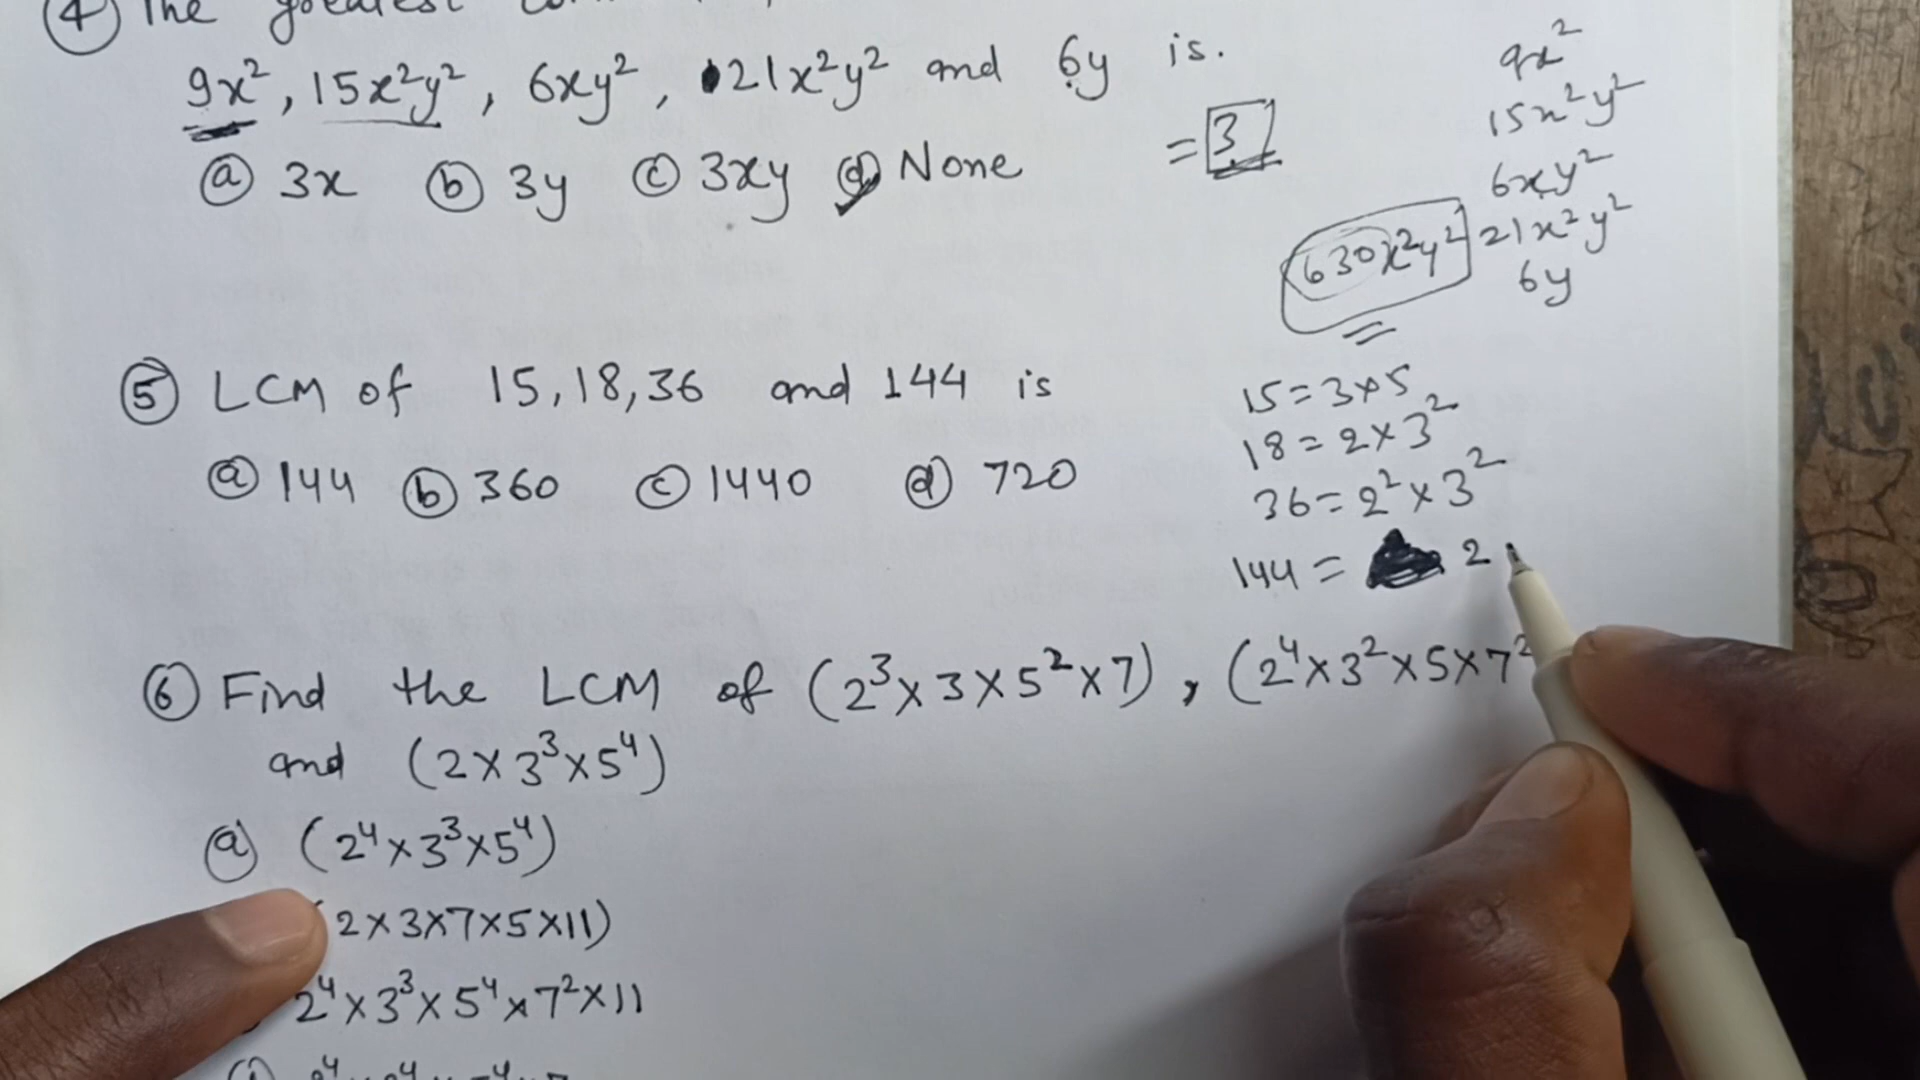 ④ The greatest
9x², 15x²y², 6xy², 21x²y² and 6y is.
ⓐ 3x ⓑ 3y ⓒ 3xy ⓓ None
= 3
9x²
15x²y²
6xy²
21x²y²
6y
630x²y²
⑤ LCM of 15, 18, 36 and 144 is
ⓐ 144 ⓑ 360 ⓒ 1440 ⓓ 720
15 = 3×5
18 = 2×3²
36 = 2²×3²
144 = 2
⑥ Find the LCM of (2³×3×5²×7), (2⁴×3²×5×7²
and (2×3³×5⁴)
ⓐ (2⁴×3³×5⁴)
2×3×7×5×11)
2⁴×3³×5⁴×7²×11